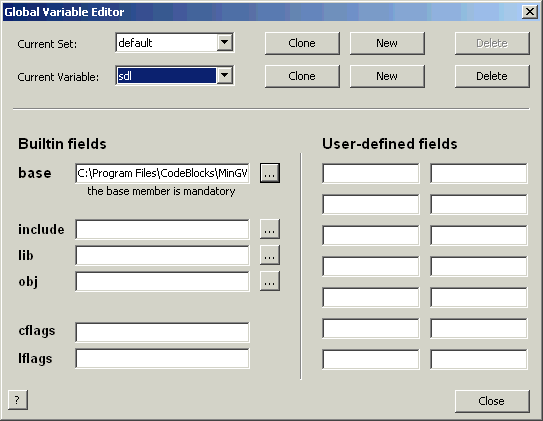 Global Variable Editor
Current Set: default Clone New Delete
Current Variable: sdl Clone New Delete
Builtin fields User-defined fields
base C:\Program Files\CodeBlocks\MinGW ...
the base member is mandatory
include ...
lib ...
obj ...
cflags
lflags
? Close